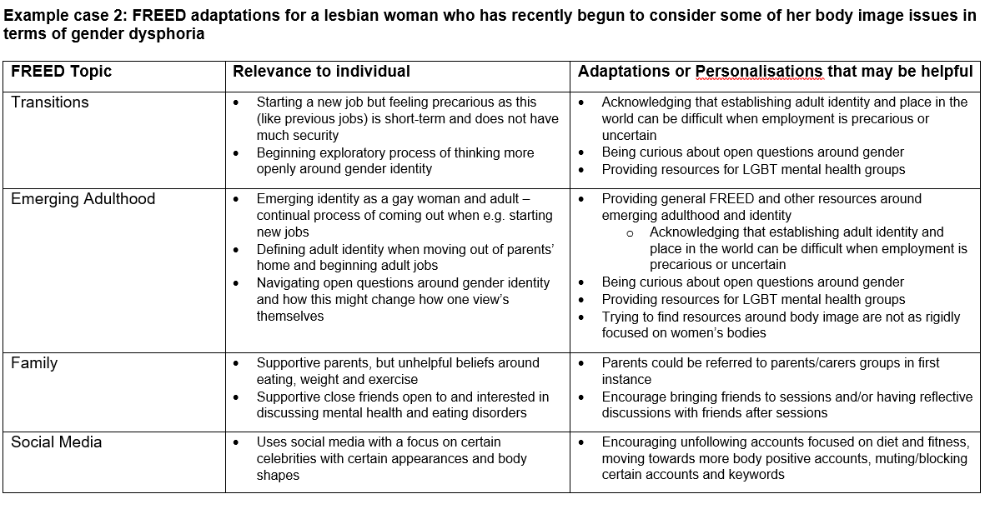 Example case 2: FREED adaptations for a lesbian woman who has recently begun to consider some of her body image issues in
terms of gender dysphoria
FREED Topic
Relevance to individual
Adaptations or Personalisations that may be helpful
Transitions
• Starting a new job but feeling precarious as this
(like previous jobs) is short-term and does not have
much security
• Beginning exploratory process of thinking more
openly around gender identity
• Acknowledging that establishing adult identity and place in the
world can be difficult when employment is precarious or
uncertain
• Being curious about open questions around gender
• Providing resources for LGBT mental health groups
Emerging Adulthood
• Emerging identity as a gay woman and adult –
continual process of coming out when e.g. starting
new jobs
• Defining adult identity when moving out of parents’
home and beginning adult jobs
• Navigating open questions around gender identity
and how this might change how one view’s
themselves
• Providing general FREED and other resources around
emerging adulthood and identity
o Acknowledging that establishing adult identity and
place in the world can be difficult when employment is
precarious or uncertain
• Being curious about open questions around gender
• Providing resources for LGBT mental health groups
• Trying to find resources around body image are not as rigidly
focused on women’s bodies
Family
• Supportive parents, but unhelpful beliefs around
eating, weight and exercise
• Supportive close friends open to and interested in
discussing mental health and eating disorders
• Parents could be referred to parents/carers groups in first
instance
• Encourage bringing friends to sessions and/or having reflective
discussions with friends after sessions
Social Media
• Uses social media with a focus on certain
celebrities with certain appearances and body
shapes
• Encouraging unfollowing accounts focused on diet and fitness,
moving towards more body positive accounts, muting/blocking
certain accounts and keywords